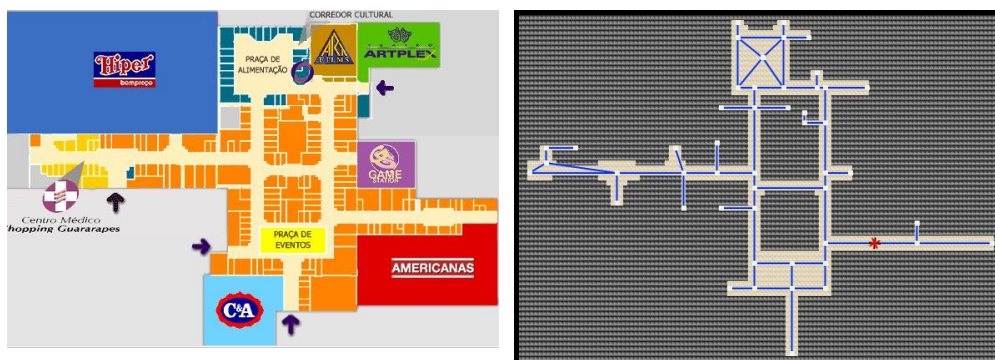 CORREDOR CULTURAL
Hiper
bompreço
PRAÇA DE
ALIMENTAÇÃO
ART
FILMS
TEATRO
ARTPLEX
GAME
STATION
Centro Médico
Shopping Guararapes
PRAÇA DE
EVENTOS
AMERICANAS
C&A